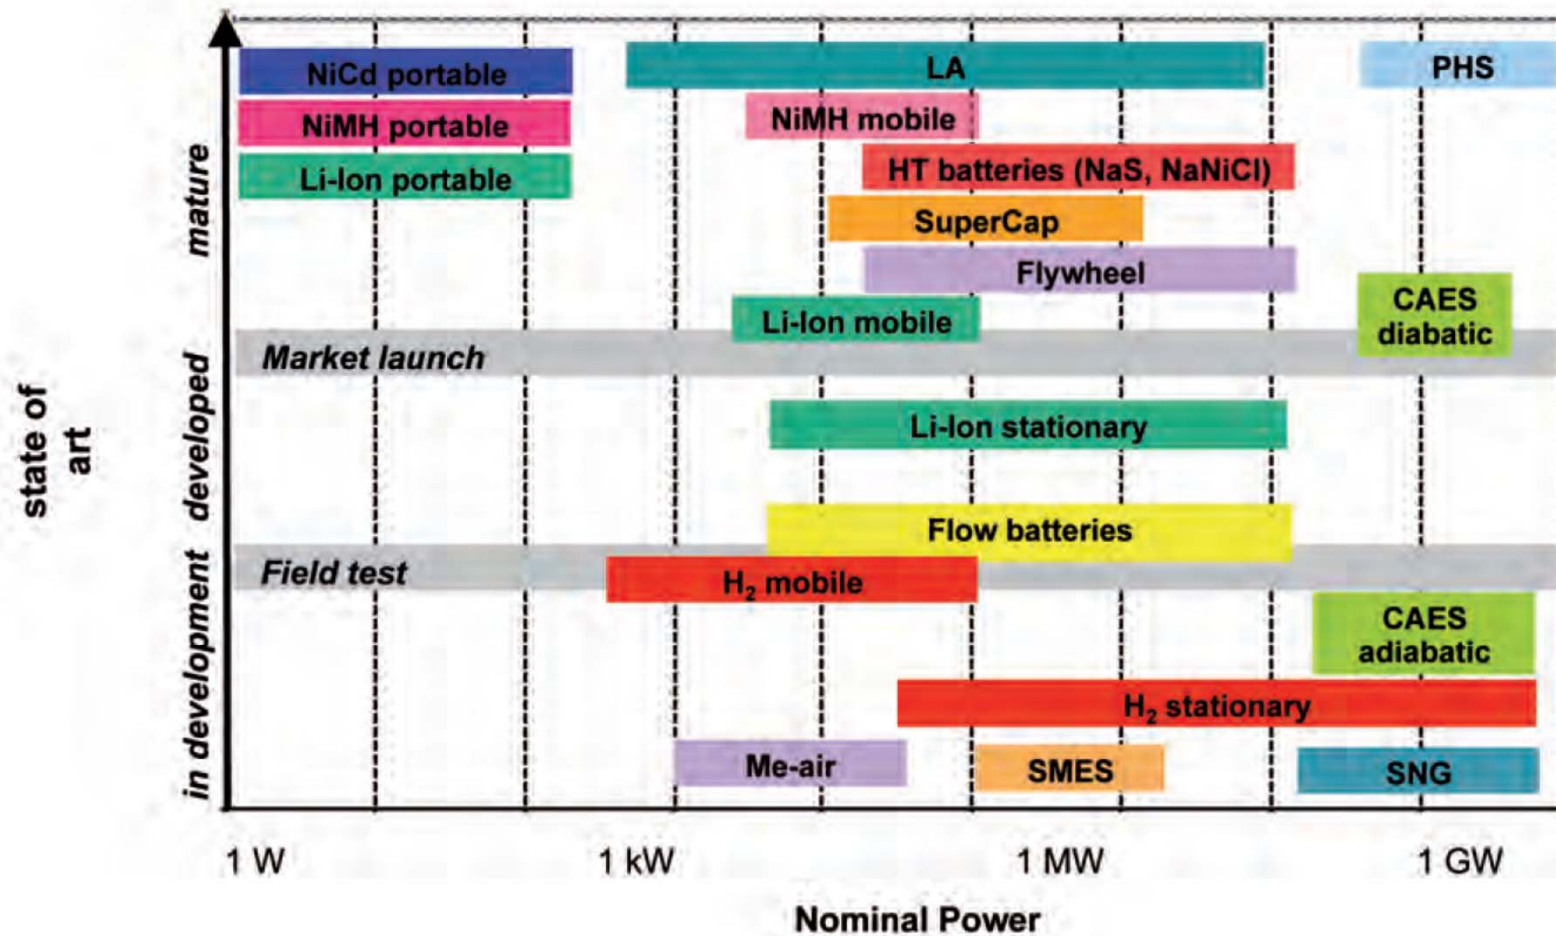 NiCd portable
LA
PHS
NiMH portable
NiMH mobile
Li-Ion portable
HT batteries (NaS, NaNiCl)
SuperCap
Flywheel
CAES
diabatic
Li-Ion mobile
Market launch
Li-Ion stationary
Flow batteries
Field test
H₂ mobile
CAES
adiabatic
H₂ stationary
Me-air
SMES
SNG
mature
developed
in development
state of
art
1 W
1 kW
1 MW
1 GW
Nominal Power